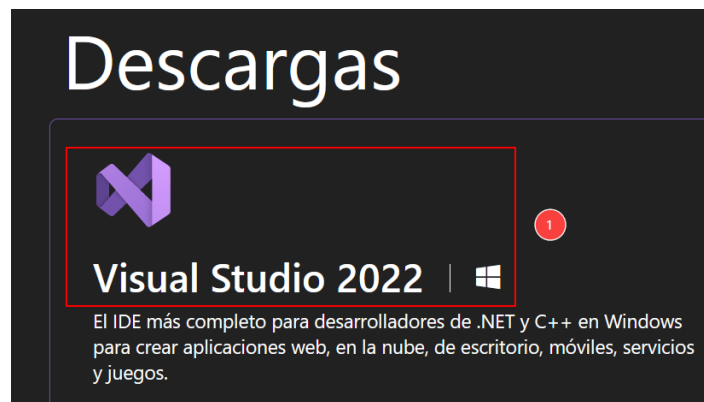 Descargas
1
Visual Studio 2022
El IDE más completo para desarrolladores de .NET y C++ en Windows
para crear aplicaciones web, en la nube, de escritorio, móviles, servicios
y juegos.